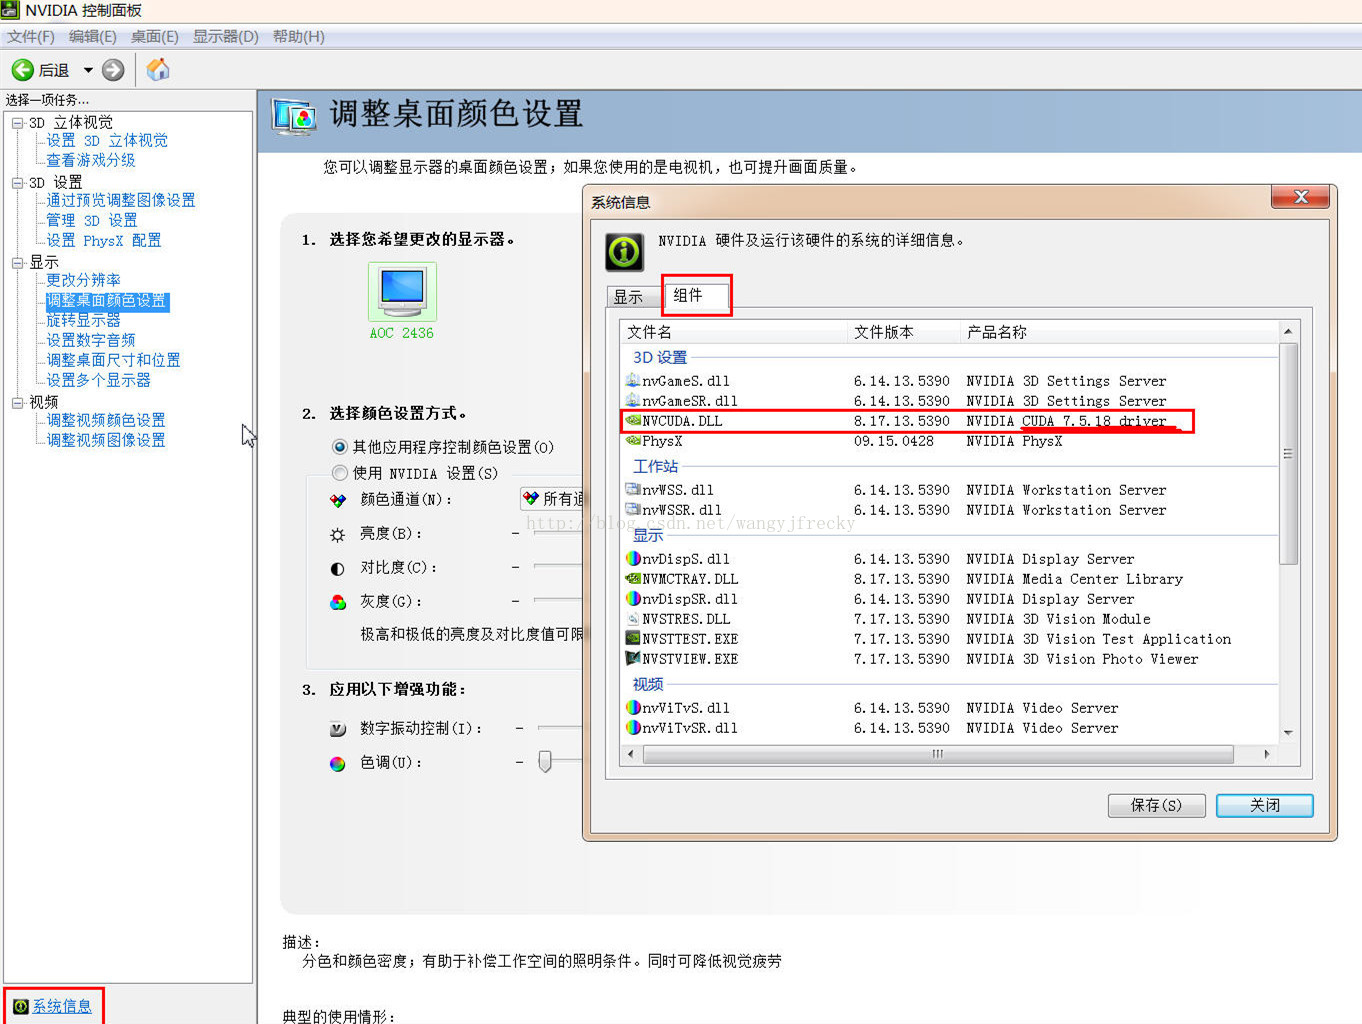 NVIDIA 控制面板
文件(F) 编辑(E) 桌面(E) 显示器(D) 帮助(H)
后退
选择一项任务...
3D 立体视觉
设置 3D 立体视觉
查看游戏分级
3D 设置
通过预览调整图像设置
管理 3D 设置
设置 PhysX 配置
显示
更改分辨率
调整桌面颜色设置
旋转显示器
设置数字音频
调整桌面尺寸和位置
设置多个显示器
视频
调整视频颜色设置
调整视频图像设置
系统信息
调整桌面颜色设置
您可以调整显示器的桌面颜色设置；如果您使用的是电视机，也可提升画面质量。
1. 选择您希望更改的显示器。
AOC 2436
2. 选择颜色设置方式。
其他应用程序控制颜色设置(O)
使用 NVIDIA 设置(S)
颜色通道(N)：
所有通
亮度(B)：
对比度(C)：
灰度(G)：
极高和极低的亮度及对比度值可限
3. 应用以下增强功能：
数字振动控制(I)：
色调(U)：
描述：
分色和颜色密度；有助于补偿工作空间的照明条件。同时可降低视觉疲劳
典型的使用情形：
系统信息
NVIDIA 硬件及运行该硬件的系统的详细信息。
显示 组件
文件名 文件版本 产品名称
3D 设置
nvGameS.dll 6.14.13.5390 NVIDIA 3D Settings Server
nvGameSR.dll 6.14.13.5390 NVIDIA 3D Settings Server
NVCUDA.DLL 8.17.13.5390 NVIDIA CUDA 7.5.18 driver
PhysX 09.15.0428 NVIDIA PhysX
工作站
nvWSS.dll 6.14.13.5390 NVIDIA Workstation Server
nvWSSR.dll 6.14.13.5390 NVIDIA Workstation Server
http://blog.csdn.net/wangyjfrecky
显示
nvDispS.dll 6.14.13.5390 NVIDIA Display Server
NVMCTRAY.DLL 8.17.13.5390 NVIDIA Media Center Library
nvDispSR.dll 6.14.13.5390 NVIDIA Display Server
NVSTRES.DLL 7.17.13.5390 NVIDIA 3D Vision Module
NVSTTEST.EXE 7.17.13.5390 NVIDIA 3D Vision Test Application
NVSTVIEW.EXE 7.17.13.5390 NVIDIA 3D Vision Photo Viewer
视频
nvViTvS.dll 6.14.13.5390 NVIDIA Video Server
nvViTvSR.dll 6.14.13.5390 NVIDIA Video Server
保存(S) 关闭